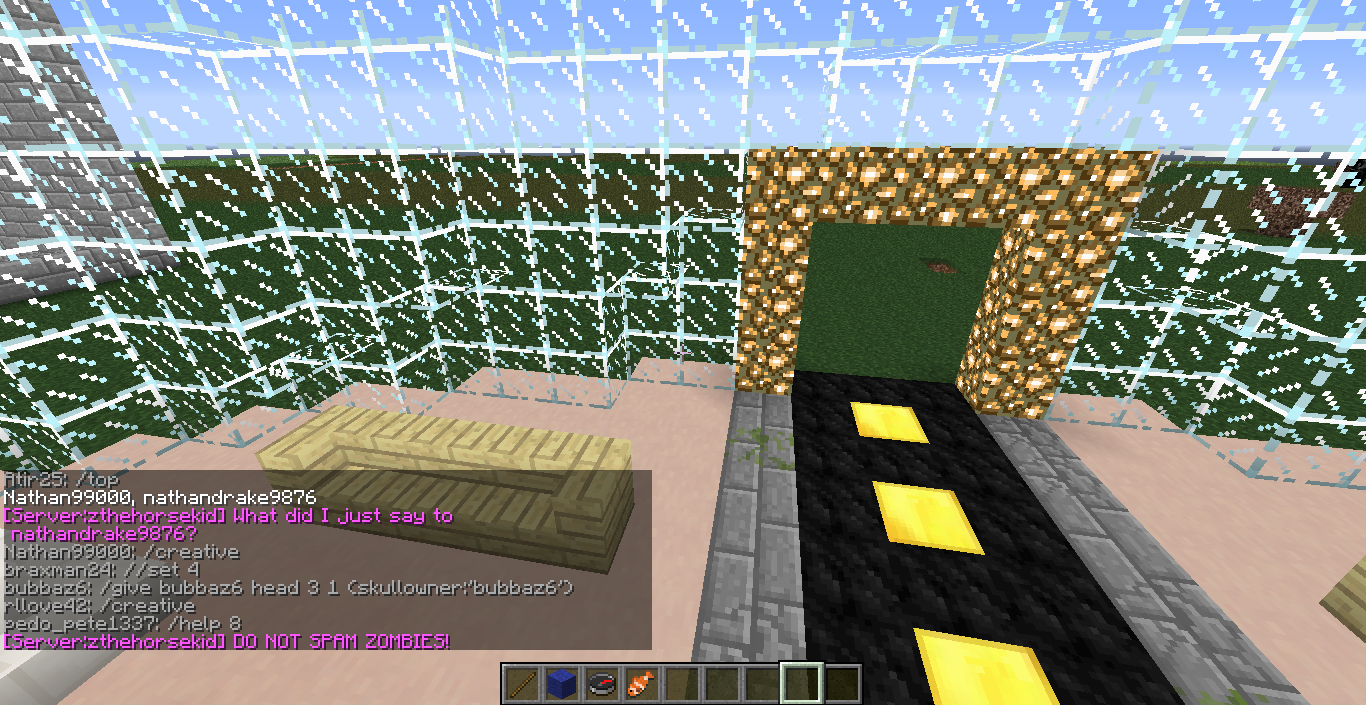 Atir25: /top
Nathan99000, nathandrake9876
[Server:zthehorsekid] What did I just say to
nathandrake9876?
Nathan99000: /creative
braxman24: //set 4
bubbaz6: /give bubbaz6 head 3 1 (skullowner:"bubbaz6")
rllove42: /creative
pedo_pete1337: /help 8
[Server:zthehorsekid] DO NOT SPAM ZOMBIES!